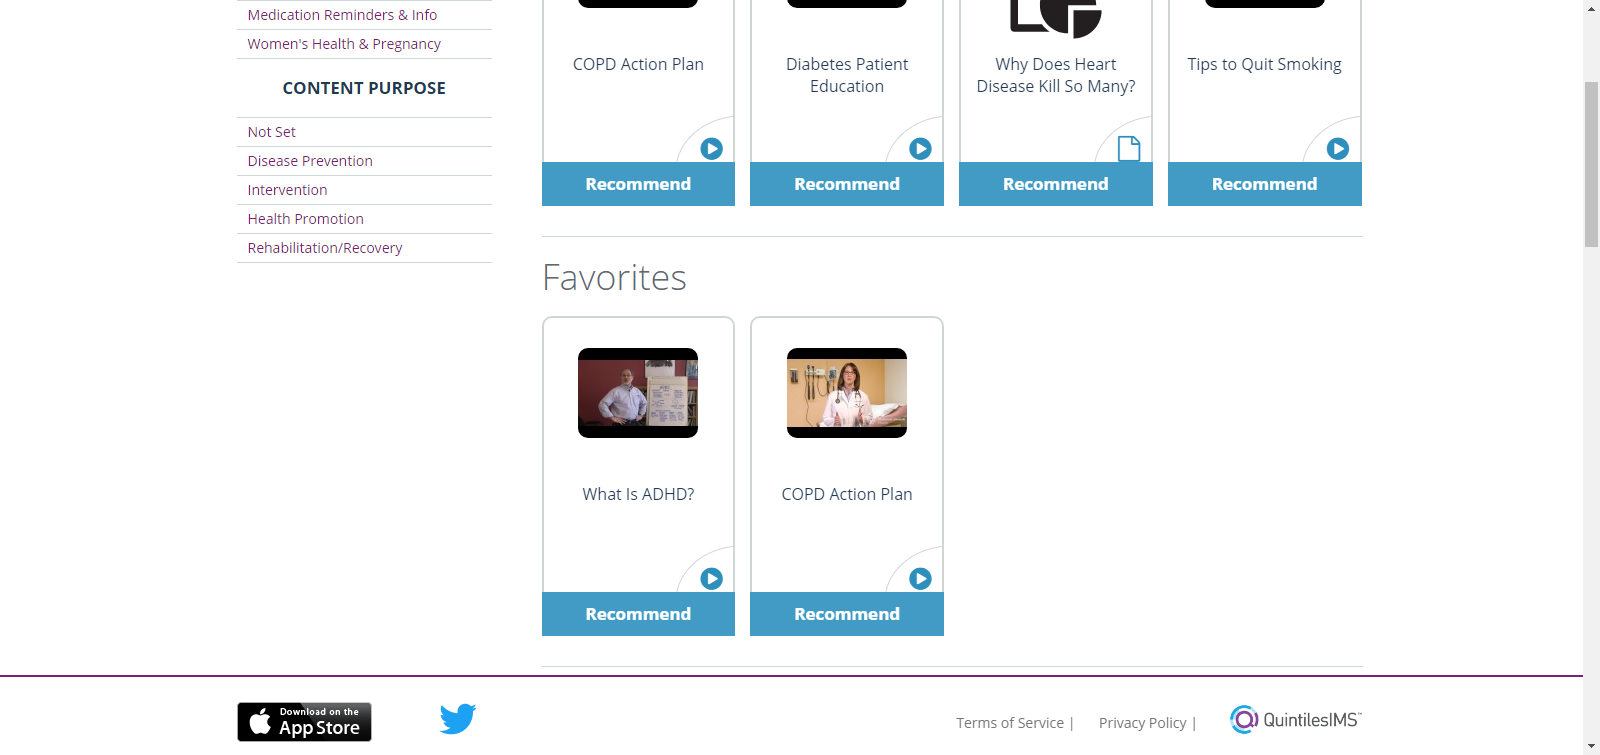 Medication Reminders & Info
Women's Health & Pregnancy
CONTENT PURPOSE
Not Set
Disease Prevention
Intervention
Health Promotion
Rehabilitation/Recovery
COPD Action Plan
Diabetes Patient
Education
Why Does Heart
Disease Kill So Many?
Tips to Quit Smoking
Recommend
Recommend
Recommend
Recommend
Favorites
What Is ADHD?
COPD Action Plan
Recommend
Recommend
Download on the
App Store
Terms of Service |
Privacy Policy |
QuintilesIMS™